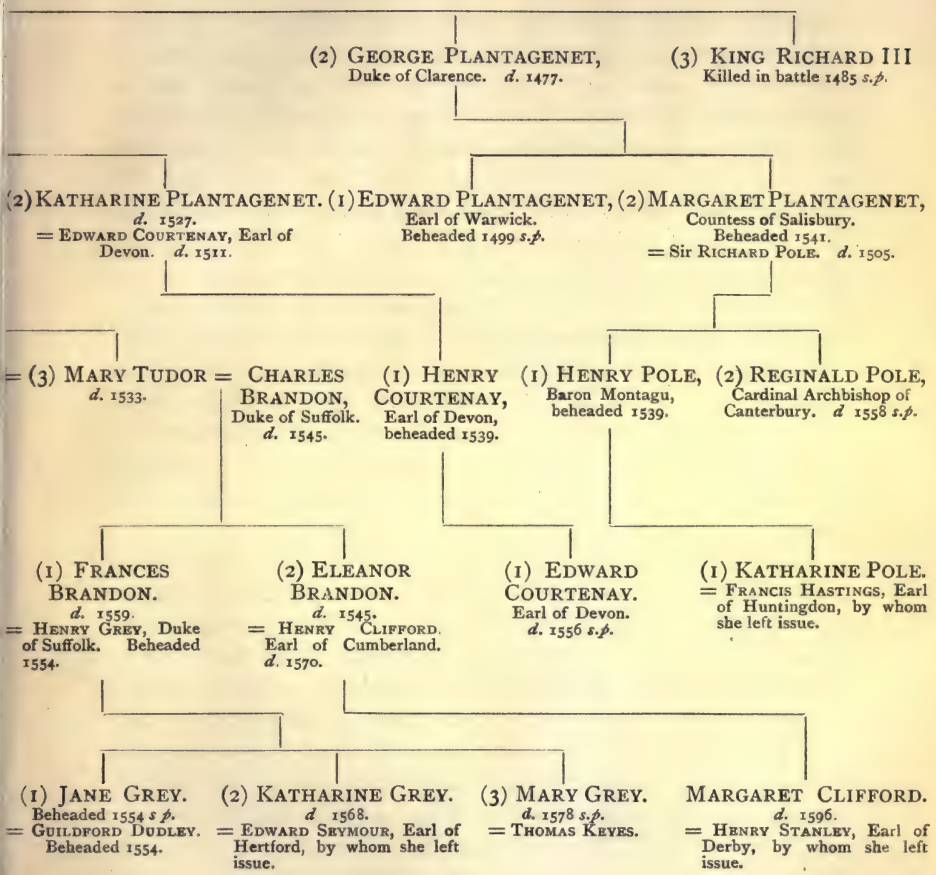 (2) GEORGE PLANTAGENET,
Duke of Clarence. d. 1477.
(3) KING RICHARD III
Killed in battle 1485 s.p.
(2) KATHARINE PLANTAGENET.
d. 1527.
= EDWARD COURTENAY, Earl of
Devon. d. 1511.
(1) EDWARD PLANTAGENET,
Earl of Warwick.
Beheaded 1499 s.p.
(2) MARGARET PLANTAGENET,
Countess of Salisbury.
Beheaded 1541.
= Sir RICHARD POLE. d. 1505.
= (3) MARY TUDOR =
d. 1533.
CHARLES
BRANDON,
Duke of Suffolk.
d. 1545.
(1) HENRY
COURTENAY,
Earl of Devon,
beheaded 1539.
(1) HENRY POLE,
Baron Montagu,
beheaded 1539.
(2) REGINALD POLE,
Cardinal Archbishop of
Canterbury. d 1558 s.p.
(1) FRANCES
BRANDON.
d. 1559.
= HENRY GREY, Duke
of Suffolk. Beheaded
1554.
(2) ELEANOR
BRANDON.
d. 1545.
= HENRY CLIFFORD.
Earl of Cumberland.
d. 1570.
(1) EDWARD
COURTENAY.
Earl of Devon.
d. 1556 s.p.
(1) KATHARINE POLE.
= FRANCIS HASTINGS, Earl
of Huntingdon, by whom
she left issue.
(1) JANE GREY.
Beheaded 1554 s p.
= GUILDFORD DUDLEY.
Beheaded 1554.
(2) KATHARINE GREY.
d 1568.
= EDWARD SEYMOUR, Earl of
Hertford, by whom she left
issue.
(3) MARY GREY.
d. 1578 s.p.
= THOMAS KEYES.
MARGARET CLIFFORD.
d. 1596.
= HENRY STANLEY, Earl of
Derby, by whom she left
issue.